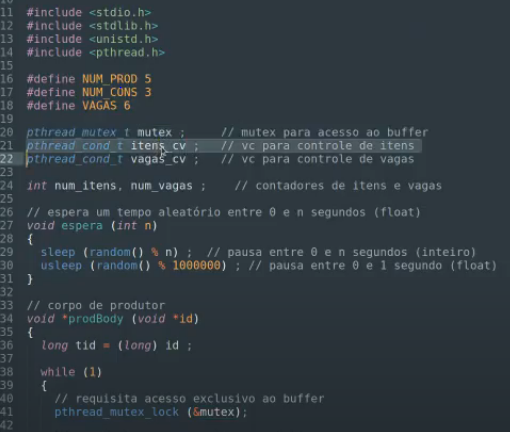 11 #include <stdio.h>
12 #include <stdlib.h>
13 #include <unistd.h>
14 #include <pthread.h>
15
16 #define NUM_PROD 5
17 #define NUM_CONS 3
18 #define VAGAS 6
19
20 pthread_mutex_t mutex ; // mutex para acesso ao buffer
21 pthread_cond_t itens_cv ; // vc para controle de itens
22 pthread_cond_t vagas_cv ; // vc para controle de vagas
23
24 int num_itens, num_vagas ; // contadores de itens e vagas
25
26 // espera um tempo aleatório entre 0 e n segundos (float)
27 void espera (int n)
28 {
29 sleep (random() % n) ; // pausa entre 0 e n segundos (inteiro)
30 usleep (random() % 1000000) ; // pausa entre 0 e 1 segundo (float)
31 }
32
33 // corpo de produtor
34 void *prodBody (void *id)
35 {
36 long tid = (long) id ;
37
38 while (1)
39 {
40 // requisita acesso exclusivo ao buffer
41 pthread_mutex_lock (&mutex);
42